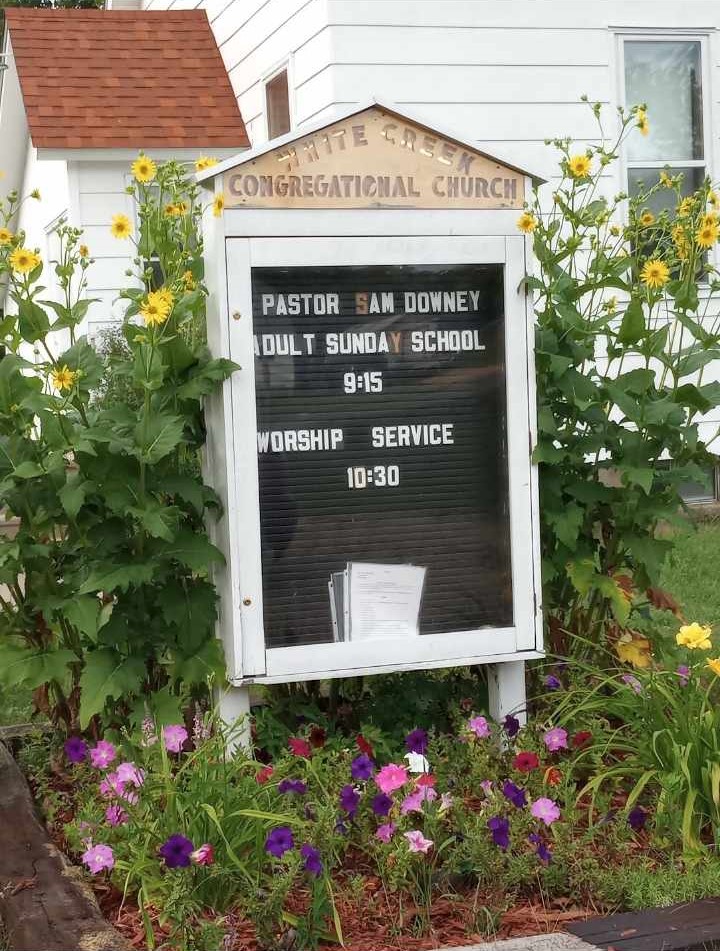 WHITE CREEK
CONGREGATIONAL CHURCH
PASTOR SAM DOWNEY
ADULT SUNDAY SCHOOL
9:15
WORSHIP SERVICE
10:30